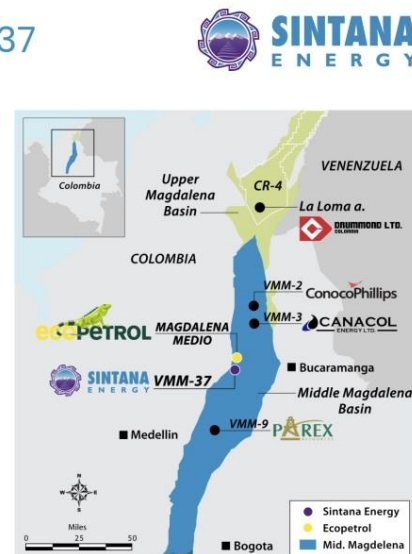 37
SINTANA
ENERGY
Colombia
Upper
Magdalena
Basin
VENENZUELA
CR-4
La Loma a.
DRUMMOND LTD.
COLOMBIA
COLOMBIA
VMM-2
ConocoPhillips
VMM-3
CANACOL
ENERGY LTD.
ecoPETROL
MAGDALENA
MEDIO
SINTANA
ENERGY
VMM-37
Bucaramanga
Middle Magdalena
Basin
VMM-9
PAREX
Medellin
N
W
E
S
Miles
0 25 50
Bogota
Sintana Energy
Ecopetrol
Mid. Magdelena